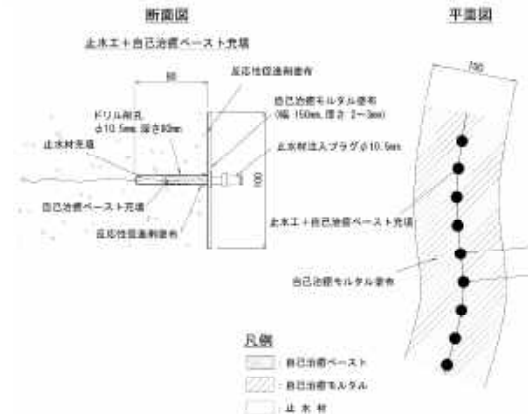 断面図
平面図
止水工＋自己治癒ペースト充填
反応性促進剤塗布
ドリル削孔
φ10.5mm,深さ80mm
止水材充填
自己治癒モルタル塗布
(幅 150mm,厚さ 2～3mm)
止水材注入プラグφ10.5mm
自己治癒ペースト充填
反応性促進剤塗布
止水工＋自己治癒ペースト充填
自己治癒モルタル塗布
凡例
自己治癒ペースト
自己治癒モルタル
止水材